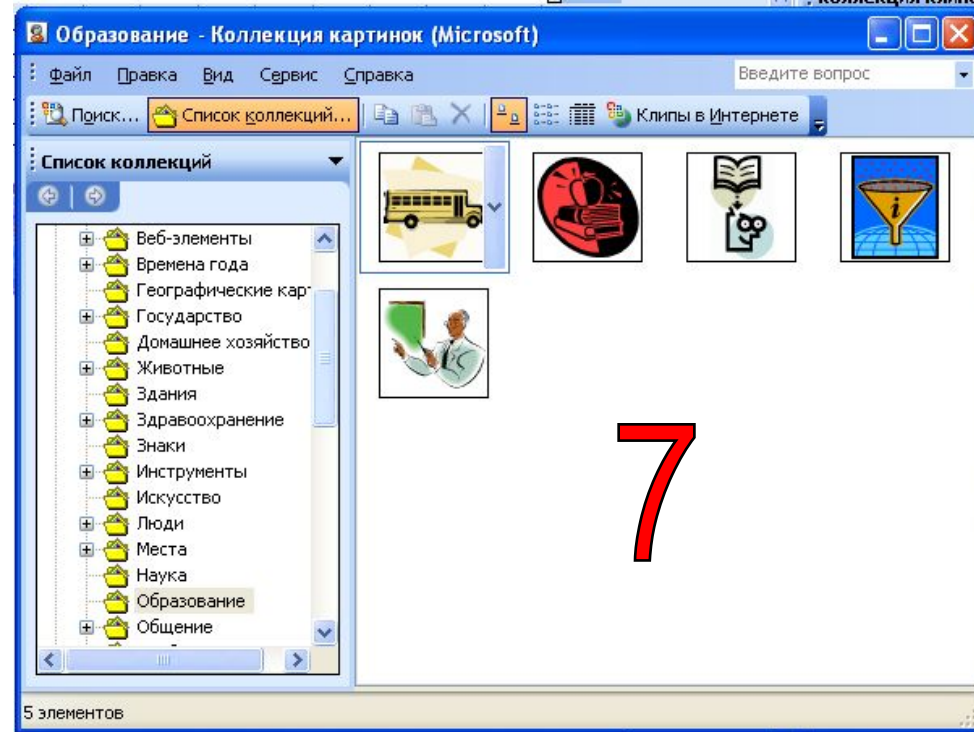 Образование - Коллекция картинок (Microsoft)
Файл Правка Вид Сервис Справка Введите вопрос
Поиск... Список коллекций... Клипы в Интернете
Список коллекций
Веб-элементы
Времена года
Географические кар
Государство
Домашнее хозяйство
Животные
Здания
Здравоохранение
Знаки
Инструменты
Искусство
Люди
Места
Наука
Образование
Общение
i
7
5 элементов